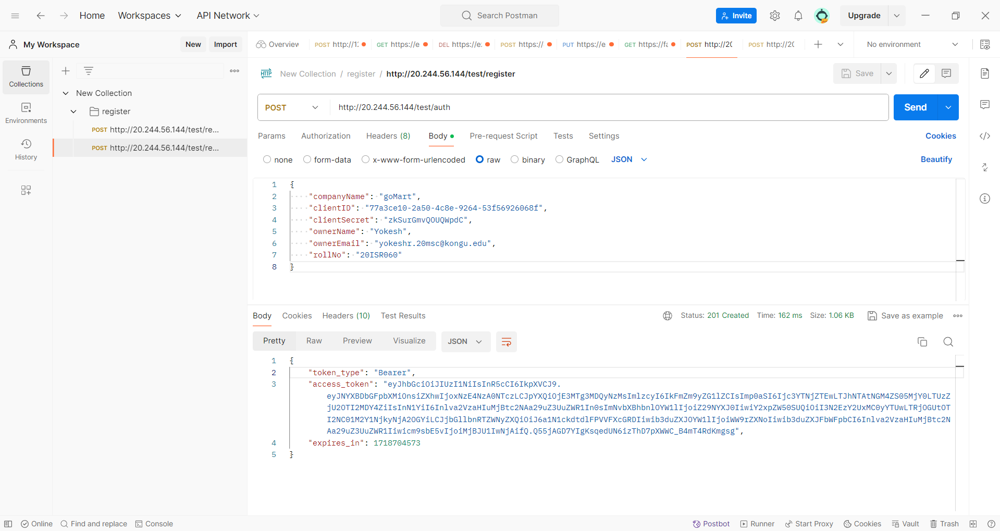 Home
Workspaces
API Network
Search Postman
Invite
Upgrade
My Workspace
New
Import
Overview
POST http://1
GET https://e
DEL https://e.
POST https://
PUT https://e
GET https://fa
POST http://20
POST http://20
No environment
Collections
Environments
History
New Collection
register
POST http://20.244.56.144/test/re...
POST http://20.244.56.144/test/re...
HTTP
New Collection / register / http://20.244.56.144/test/register
Save
POST
http://20.244.56.144/test/auth
Send
Params
Authorization
Headers (8)
Body
Pre-request Script
Tests
Settings
Cookies
none
form-data
x-www-form-urlencoded
raw
binary
GraphQL
JSON
Beautify
1 {
2 "companyName": "goMart",
3 "clientID": "77a3ce10-2a50-4c8e-9264-53f56926068f",
4 "clientSecret": "zkSurGmvQOUQWpdC",
5 "ownerName": "Yokesh",
6 "ownerEmail": "yokeshr.20msc@kongu.edu",
7 "rollNo": "20ISR060"
8 }
Body
Cookies
Headers (10)
Test Results
Status: 201 Created
Time: 162 ms
Size: 1.06 KB
Save as example
Pretty
Raw
Preview
Visualize
JSON
1 {
2 "token_type": "Bearer",
3 "access_token": "eyJhbGciOiJIUzI1NiIsInR5cCI6IkpXVCJ9.
eyJNYXBDbGFpbXMiOnsiZXhwIjoxNzE4NzA0NTczLCJpYXQiOjE3MTg3MDQyNzMsImlzcyI6IkFmZm9yZG1lZCIsImp0aSI6Ijc3YTNjZTEwLTJhNTAtNGM4ZS05MjY0LTUzZ
jU2OTI2MDY4ZiIsInN1YiI6Inlva2VzaHIuMjBtc2NAa29uZ3UuZWR1In0sImNvbXBhbnlOYW1lIjoiZ29NYXJ0IiwiY2xpZW50SUQiOiI3N2EzY2UxMC0yYTUwLTRjOGUtOT
I2NC01M2Y1NjkyNjA2OGYiLCJjbGllbnRTZWNyZXQiOiJ6a1N1ckdtdlFPVVFXcGRDIiwib3duZXJOYW1lIjoiWW9rZXNoIiwib3duZXJFbWFpbCI6Inlva2VzaHIuMjBtc2N
Aa29uZ3UuZWR1Iiwicm9sbE5vIjoiMjBJU1IwNjAifQ.Q55jAGD7YIgKsqedUN6izThD7pXWWC_B4mT4RdKmgsg",
4 "expires_in": 1718704573
5 }
Online
Find and replace
Console
Postbot
Runner
Start Proxy
Cookies
Vault
Trash